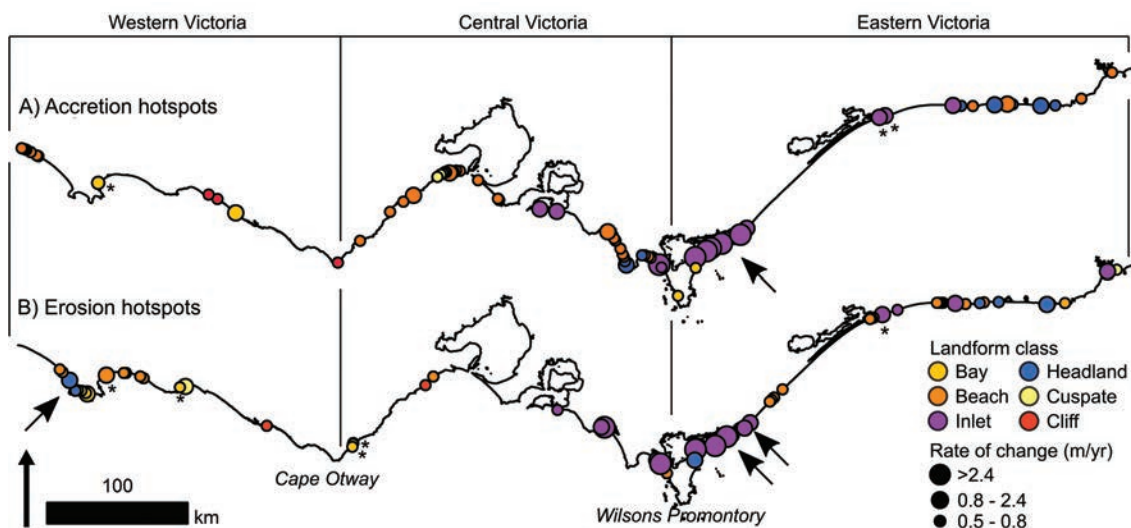 Western Victoria Central Victoria Eastern Victoria
A) Accretion hotspots
*
* *
B) Erosion hotspots
*
*
*
*
*
Landform class
Bay Headland
Beach Cuspate
Inlet Cliff
Rate of change (m/yr)
>2.4
0.8 - 2.4
0.5 - 0.8
Cape Otway
Wilsons Promontory
100
km